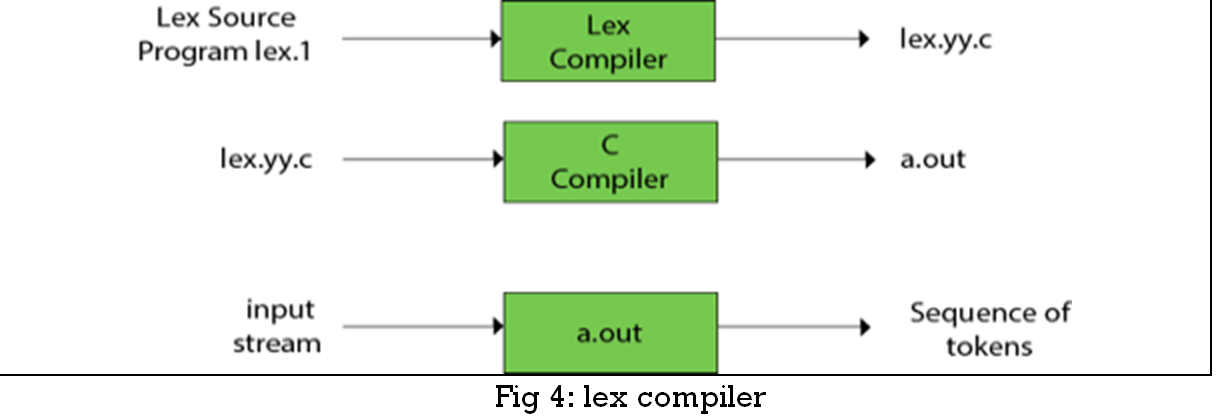 Lex Source
Program lex.1
Lex
Compiler
lex.yy.c
lex.yy.c
C
Compiler
a.out
input
stream
a.out
Sequence of
tokens
Fig 4: lex compiler